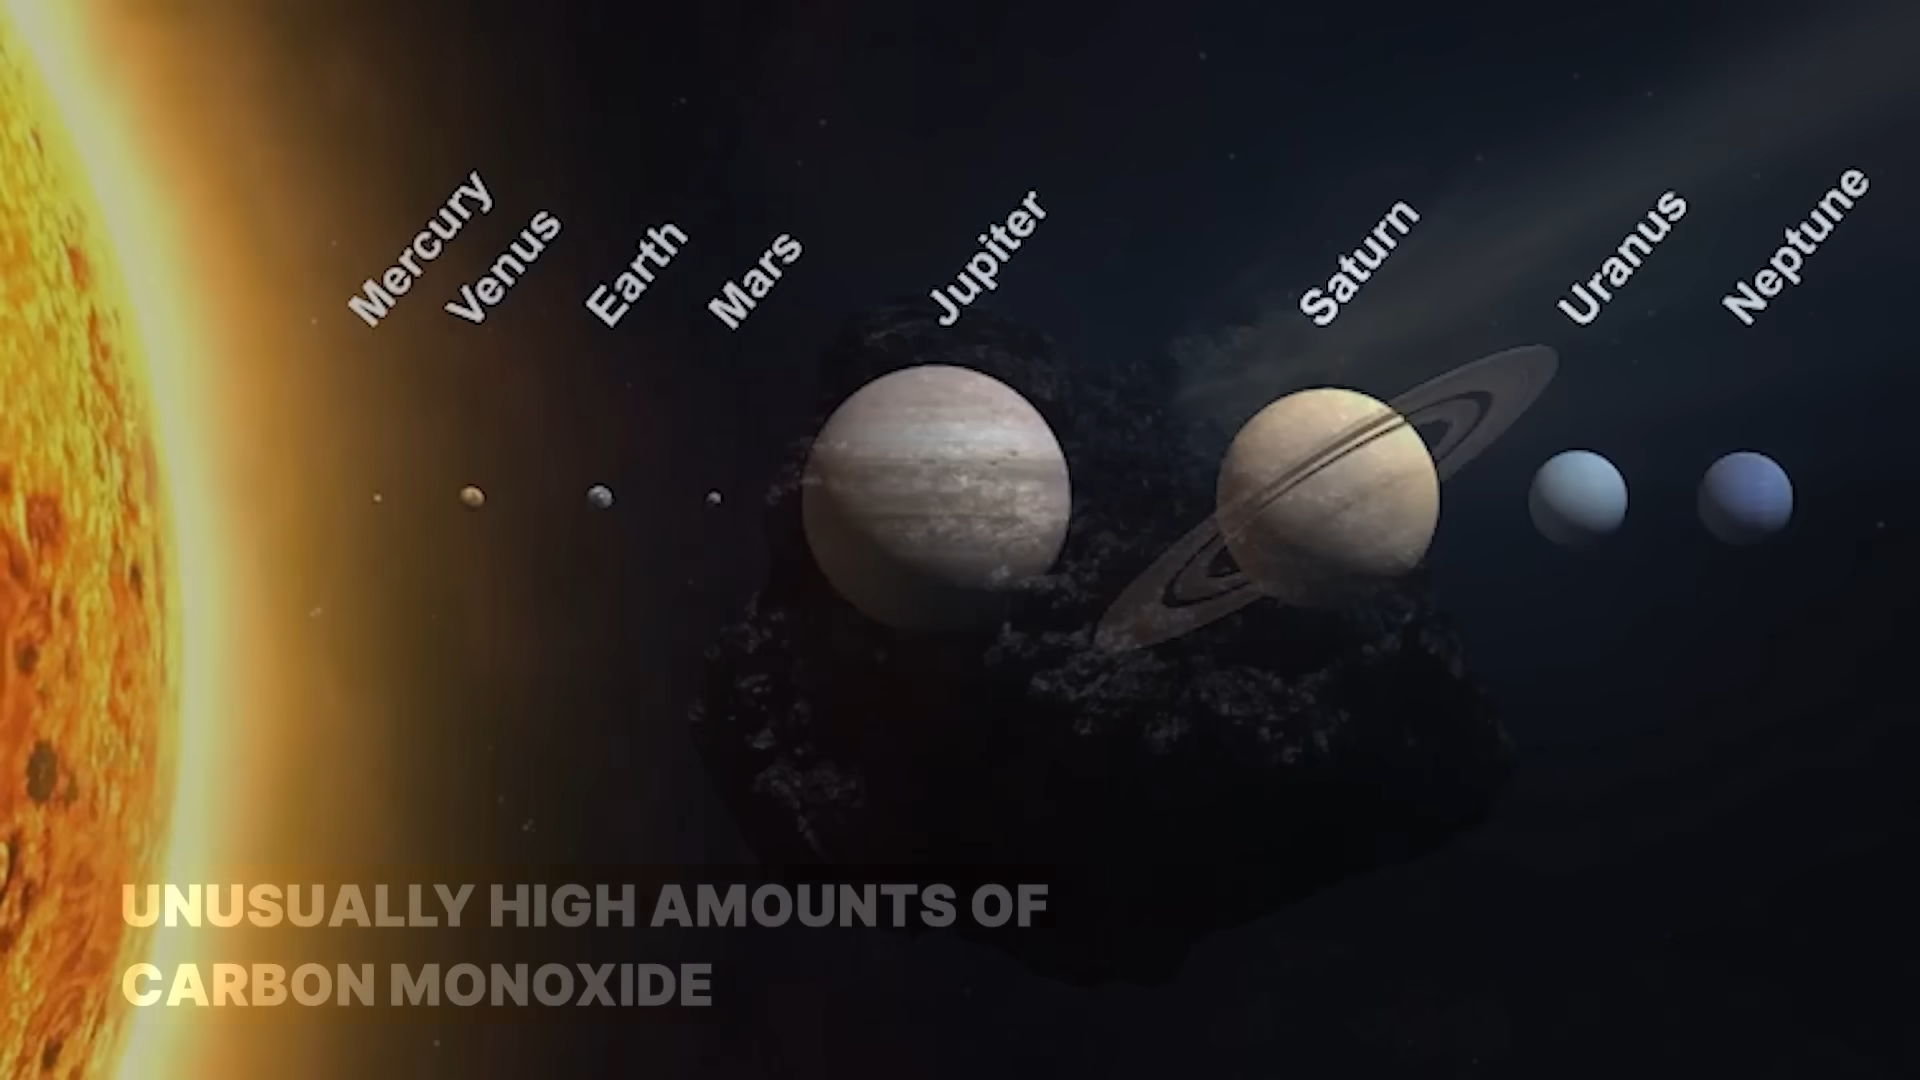 Mercury
Venus
Earth
Mars
Jupiter
Saturn
Uranus
Neptune
UNUSUALLY HIGH AMOUNTS OF
CARBON MONOXIDE